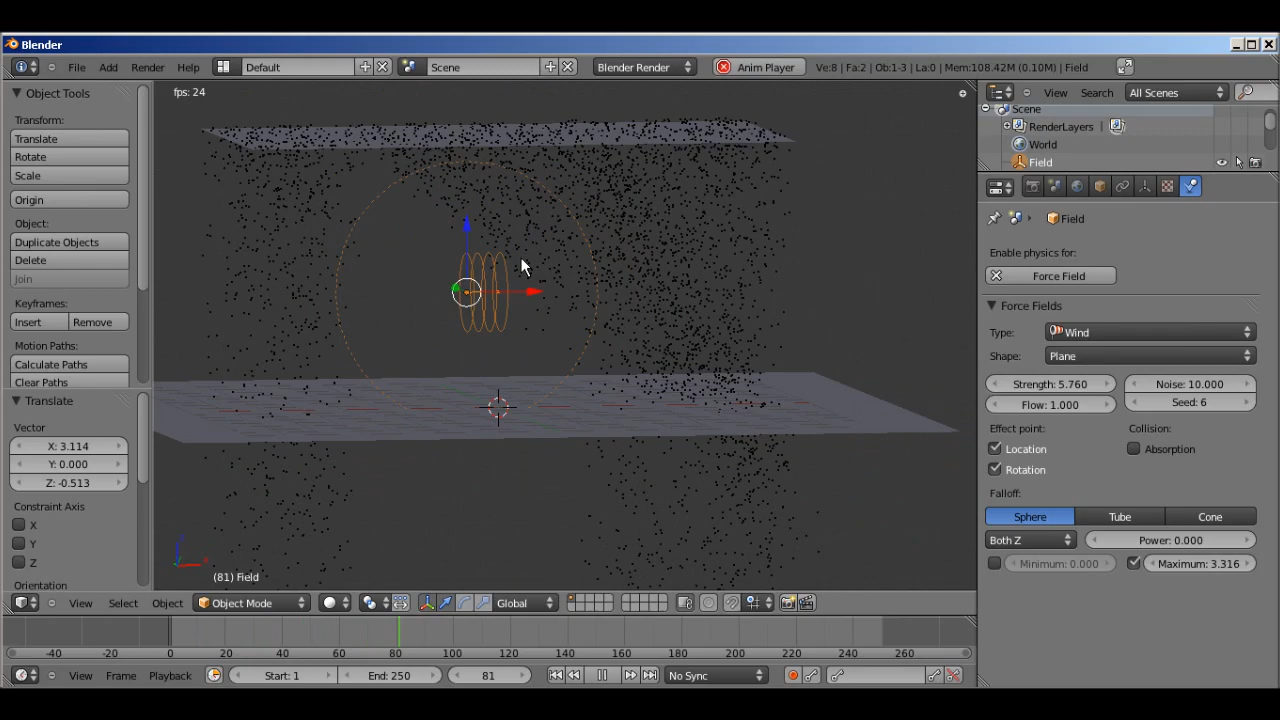 Blender
File Add Render Help Default Scene Blender Render Anim Player Ve:8 | Fa:2 | Ob:1-3 | La:0 | Mem:108.42M (0.10M) | Field
Object Tools
Transform:
Translate
Rotate
Scale
Origin
Object:
Duplicate Objects
Delete
Join
Keyframes:
Insert Remove
Motion Paths:
Calculate Paths
Clear Paths
Translate
Vector
X: 3.114
Y: 0.000
Z: -0.513
Constraint Axis
X
Y
Z
Orientation
fps: 24
(81) Field
View Select Object Object Mode Global
-40 -20 0 20 40 60 80 100 120 140 160 180 200 220 240 260
View Frame Playback Start: 1 End: 250 81 No Sync
View Search All Scenes
Scene
RenderLayers |
World
Field
Field
Enable physics for:
Force Field
Force Fields
Type: Wind
Shape: Plane
Strength: 5.760 Noise: 10.000
Flow: 1.000 Seed: 6
Effect point: Collision:
Location Absorption
Rotation
Falloff:
Sphere Tube Cone
Both Z Power: 0.000
Minimum: 0.000 Maximum: 3.316